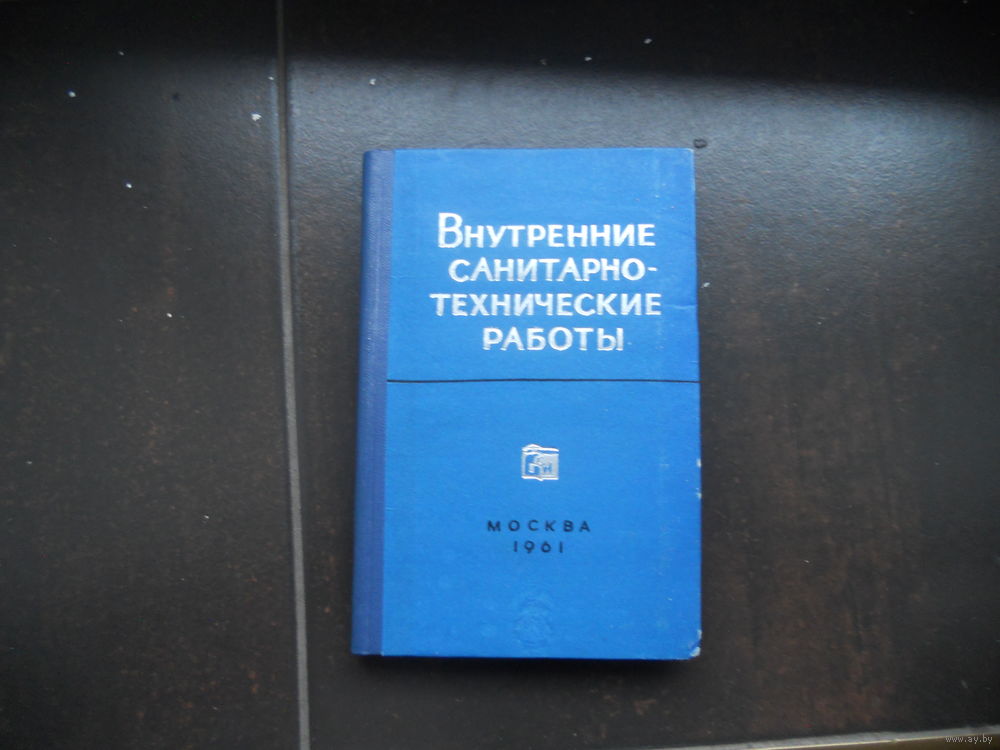 Внутренние
санитарно-
технические
работы
МОСКВА
1961
www.ay.by